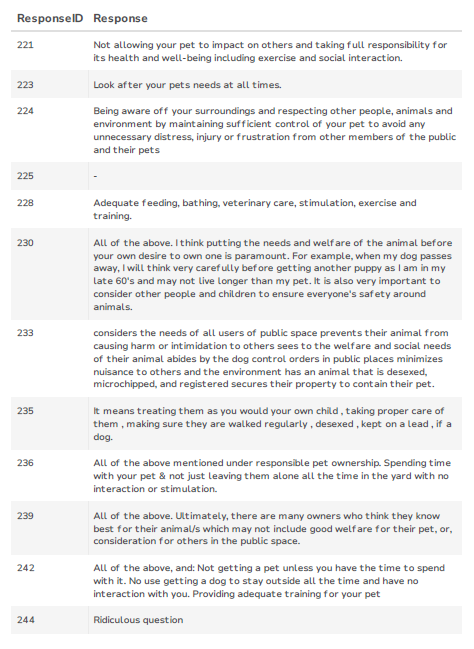 ResponseID Response
221 Not allowing your pet to impact on others and taking full responsibility for
its health and well-being including exercise and social interaction.
223 Look after your pets needs at all times.
224 Being aware off your surroundings and respecting other people, animals and
environment by maintaining sufficient control of your pet to avoid any
unnecessary distress, injury or frustration from other members of the public
and their pets
225 -
228 Adequate feeding, bathing, veterinary care, stimulation, exercise and
training.
230 All of the above. I think putting the needs and welfare of the animal before
your own desire to own one is paramount. For example, when my dog passes
away, I will think very carefully before getting another puppy as I am in my
late 60's and may not live longer than my pet. It is also very important to
consider other people and children to ensure everyone's safety around
animals.
233 considers the needs of all users of public space prevents their animal from
causing harm or intimidation to others sees to the welfare and social needs
of their animal abides by the dog control orders in public places minimizes
nuisance to others and the environment has an animal that is desexed,
microchipped, and registered secures their property to contain their pet.
235 It means treating them as you would your own child , taking proper care of
them , making sure they are walked regularly , desexed , kept on a lead , if a
dog.
236 All of the above mentioned under responsible pet ownership. Spending time
with your pet & not just leaving them alone all the time in the yard with no
interaction or stimulation.
239 All of the above. Ultimately, there are many owners who think they know
best for their animal/s which may not include good welfare for their pet, or,
consideration for others in the public space.
242 All of the above, and: Not getting a pet unless you have the time to spend
with it. No use getting a dog to stay outside all the time and have no
interaction with you. Providing adequate training for your pet
244 Ridiculous question